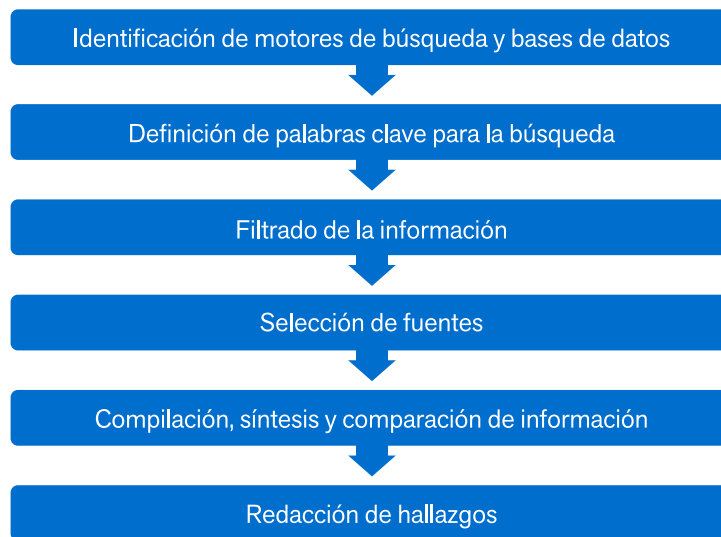 Identificación de motores de búsqueda y bases de datos
Definición de palabras clave para la búsqueda
Filtrado de la información
Selección de fuentes
Compilación, síntesis y comparación de información
Redacción de hallazgos